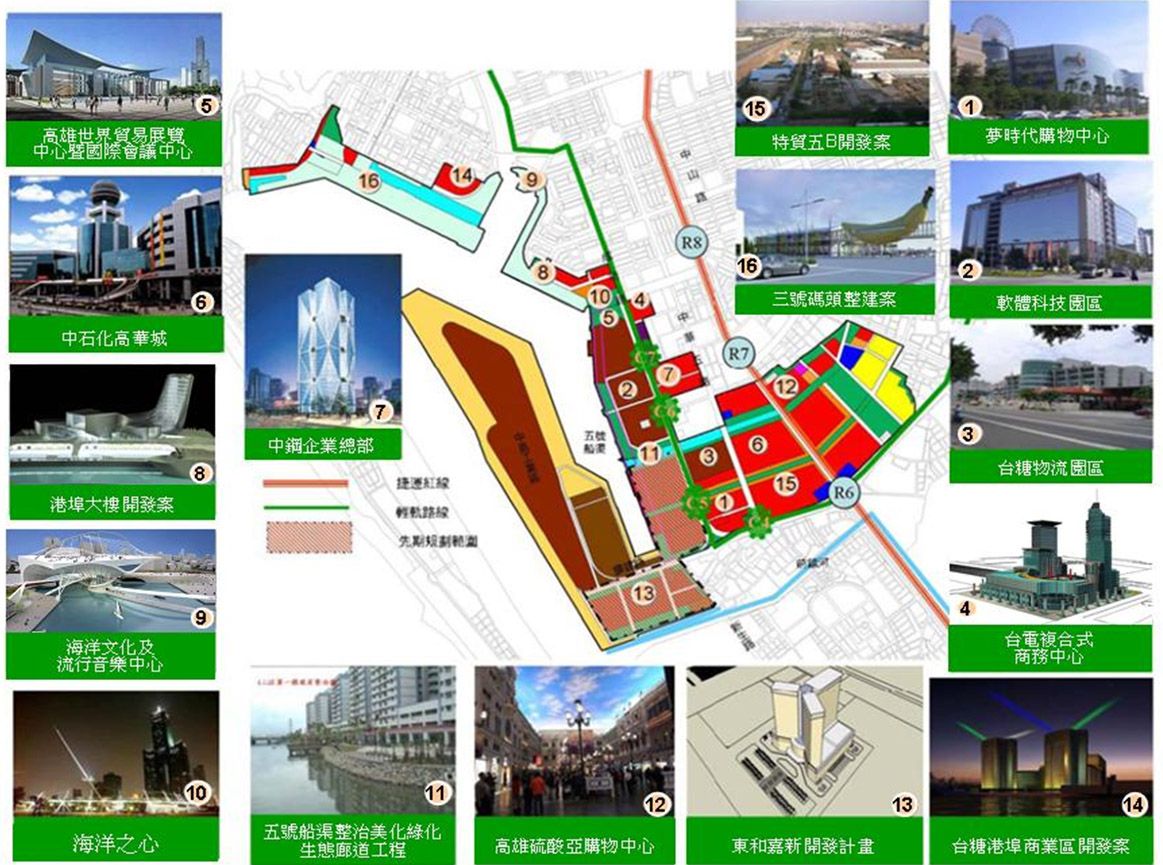 5
高雄世界貿易展覽
中心暨國際會議中心
6
中石化高華城
8
港埠大樓開發案
9
海洋文化及
流行音樂中心
10
海洋之心
7
中鋼企業總部
捷運紅線
輕軌路線
先期規劃範圍
16
14
9
8
10
5
4
2
7
11
3
6
1
15
12
13
中山路
中華五路
五號
船渠
R8
R7
R6
C7
C6
C5
C4
15
特貿五B開發案
16
三號碼頭整建案
1
夢時代購物中心
2
軟體科技園區
3
台糖物流園區
4
台電複合式
商務中心
11
五號船渠整治美化綠化
生態廊道工程
12
高雄硫酸亞購物中心
13
東和嘉新開發計畫
14
台糖港埠商業區開發案